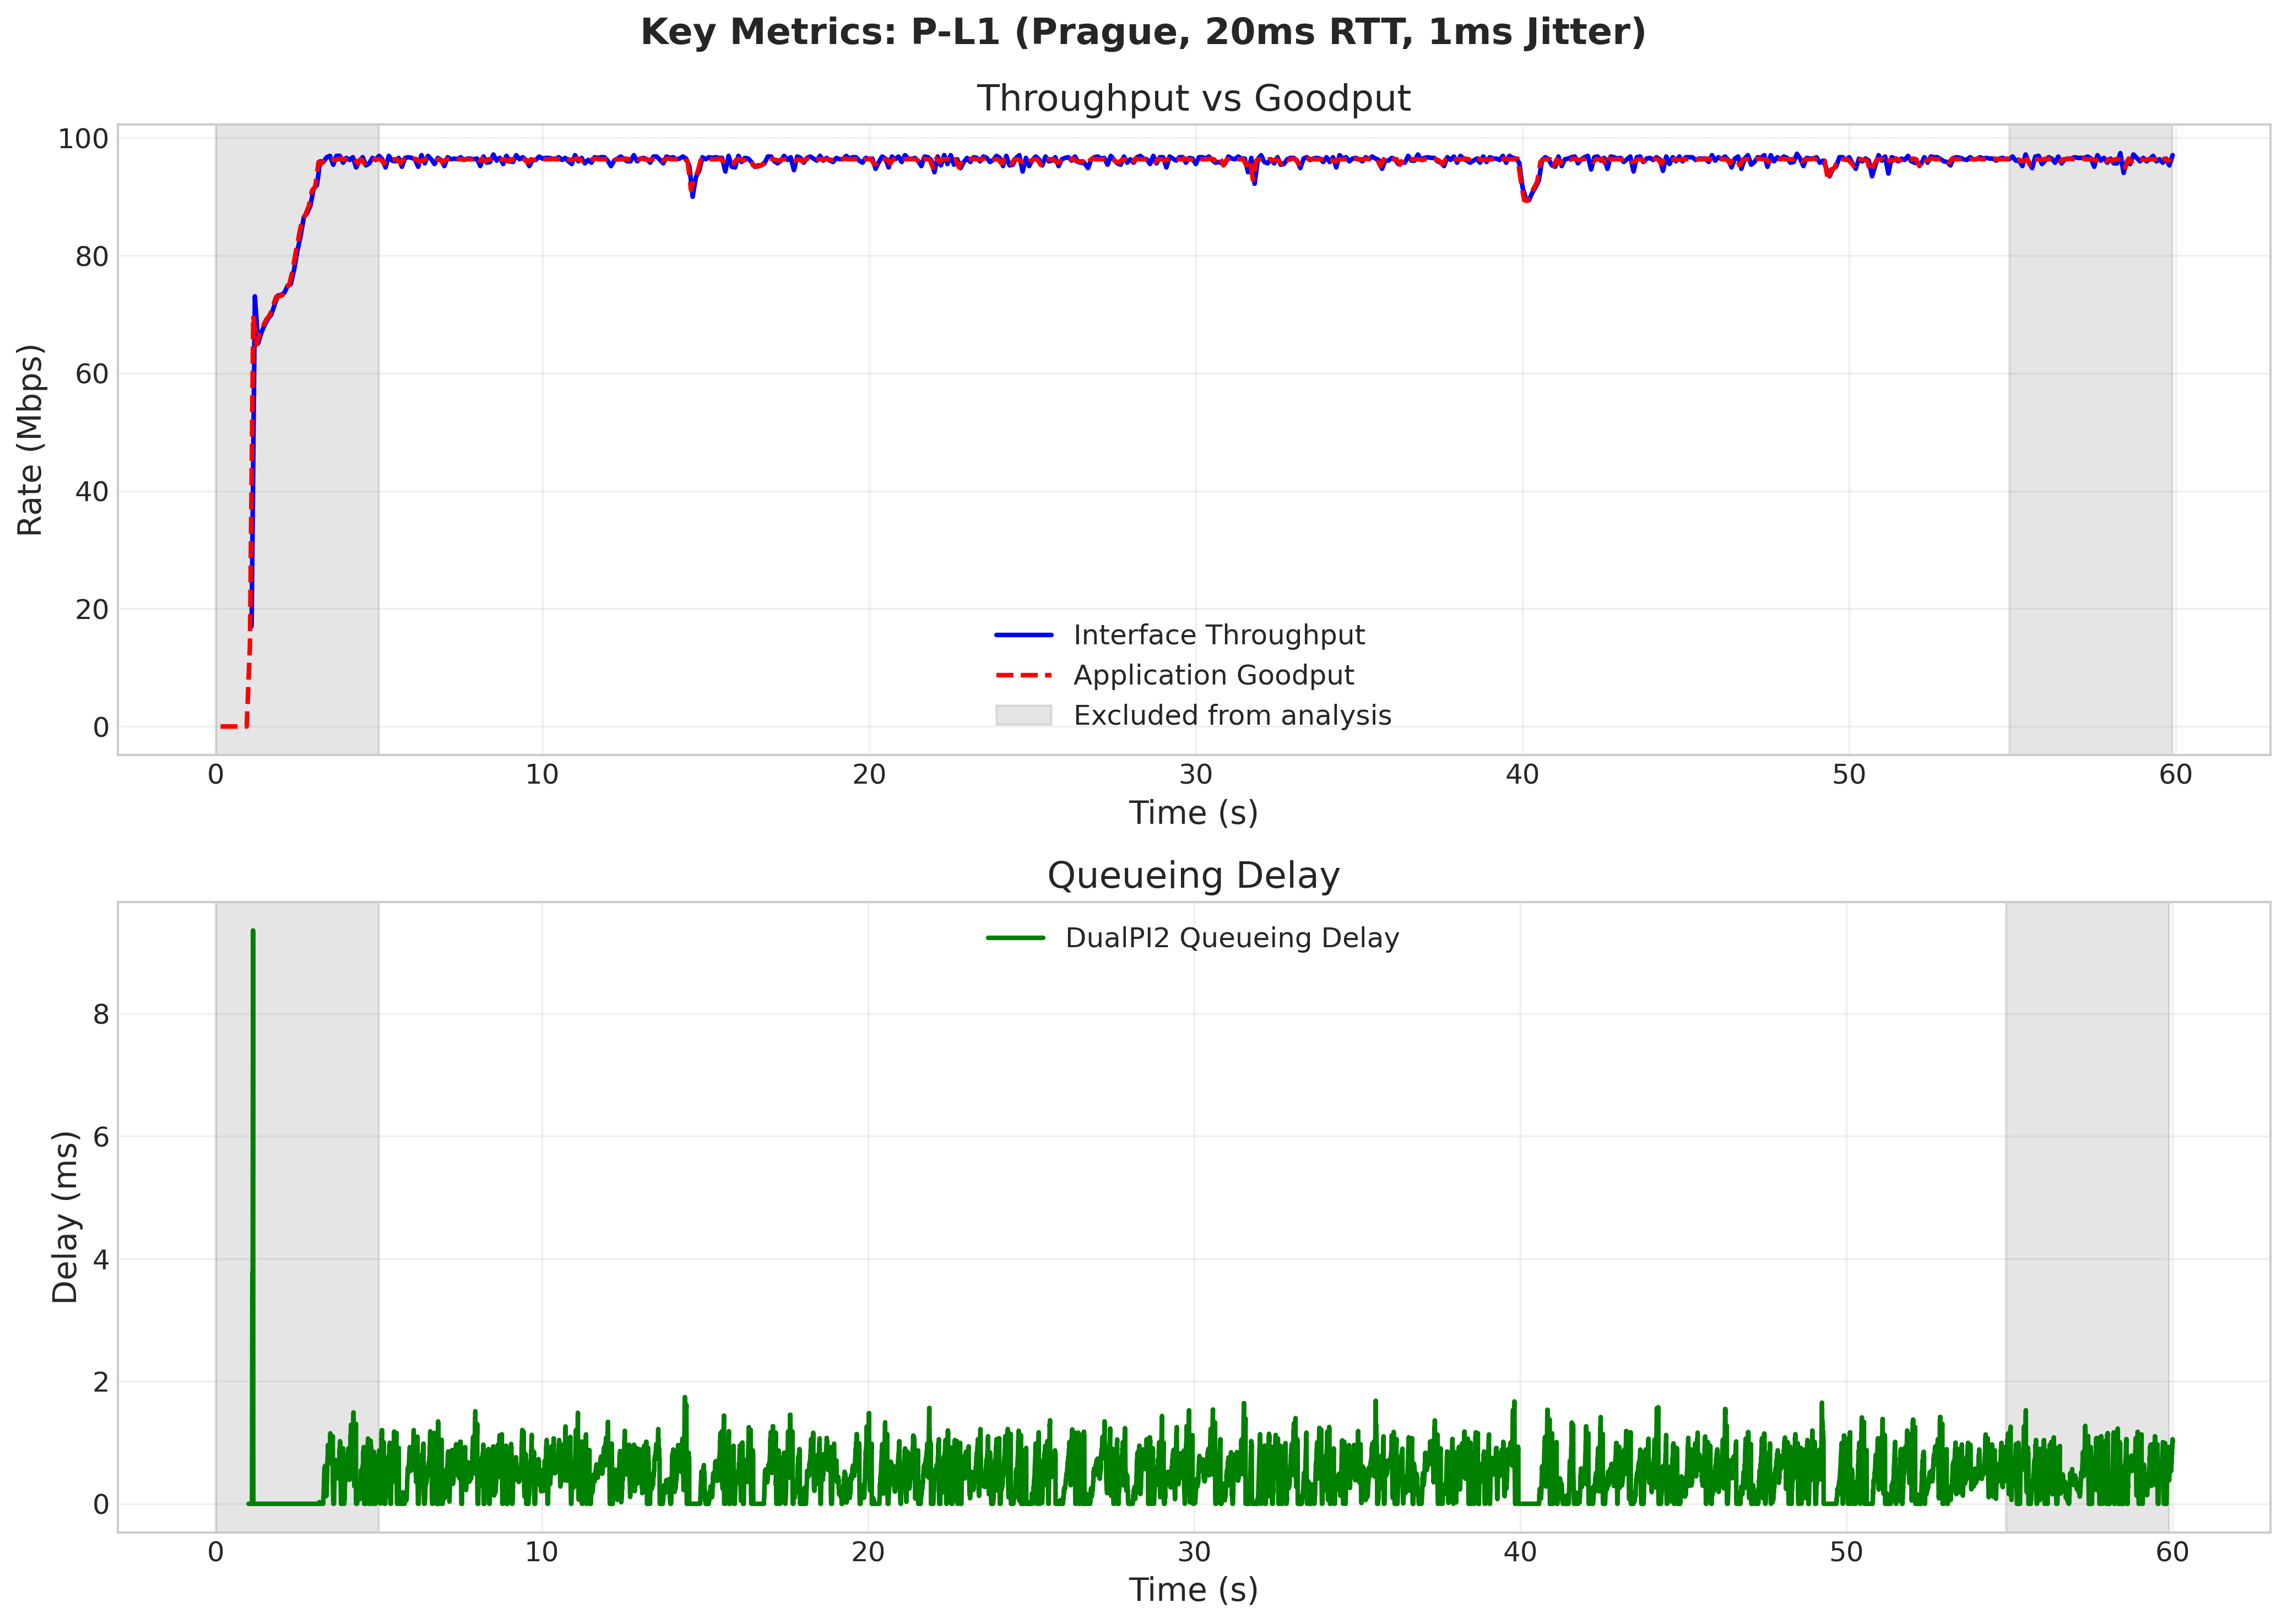 Key Metrics: P-L1 (Prague, 20ms RTT, 1ms Jitter)
Throughput vs Goodput
Rate (Mbps)
100
80
60
40
20
0
Interface Throughput
Application Goodput
Excluded from analysis
0 10 20 30 40 50 60
Time (s)
Queueing Delay
Delay (ms)
DualPI2 Queueing Delay
8
6
4
2
0
0 10 20 30 40 50 60
Time (s)